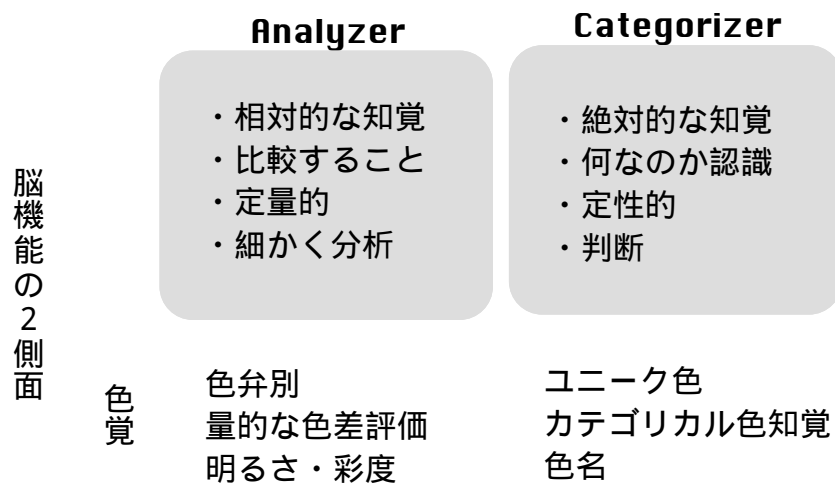 Analyzer
・相対的な知覚
・比較すること
・定量的
・細かく分析
Categorizer
・絶対的な知覚
・何なのか認識
・定性的
・判断
脳機能の2側面
色覚
色弁別
量的な色差評価
明るさ・彩度
ユニーク色
カテゴリカル色知覚
色名